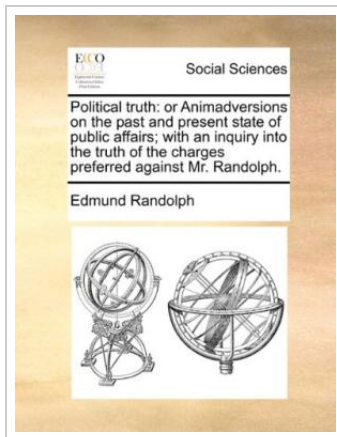 ECCO
Social Sciences
Political truth: or Animadversions
on the past and present state of
public affairs; with an inquiry into
the truth of the charges
preferred against Mr. Randolph.
Edmund Randolph